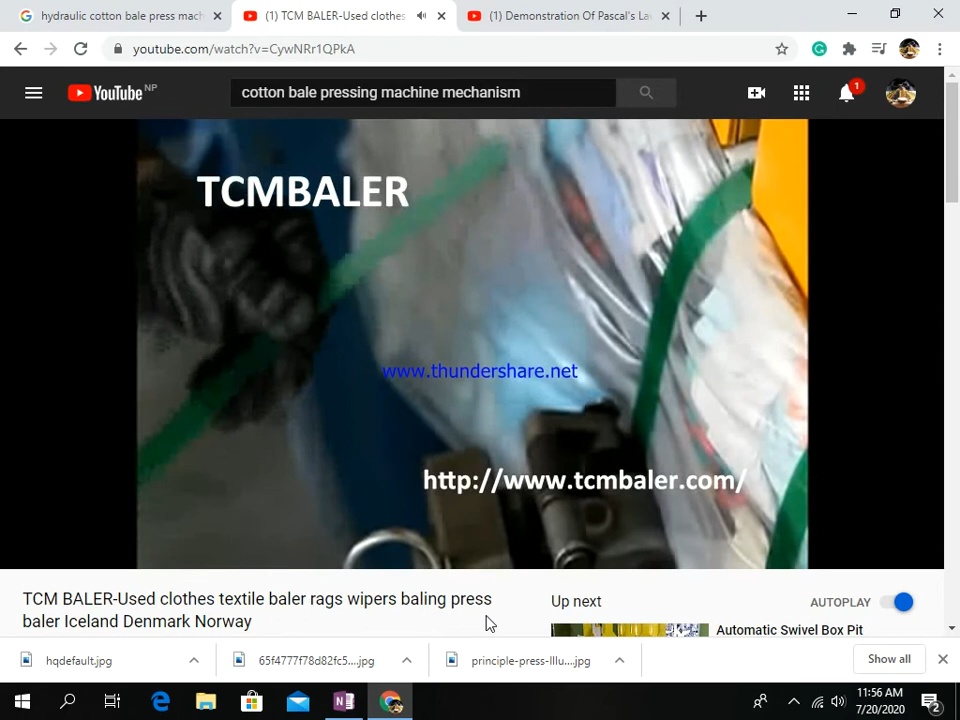 hydraulic cotton bale press mach
(1) TCM BALER-Used clothes
(1) Demonstration Of Pascal's La
youtube.com/watch?v=CywNRr1QPkA
YouTube NP
cotton bale pressing machine mechanism
1
TCMBALER
www.thundershare.net
http://www.tcmbaler.com/
TCM BALER-Used clothes textile baler rags wipers baling press
baler Iceland Denmark Norway
Up next
AUTOPLAY
Automatic Swivel Box Pit
hqdefault.jpg
65f4777f78d82fc5....jpg
principle-press-Illu....jpg
Show all
11:56 AM
7/20/2020
2